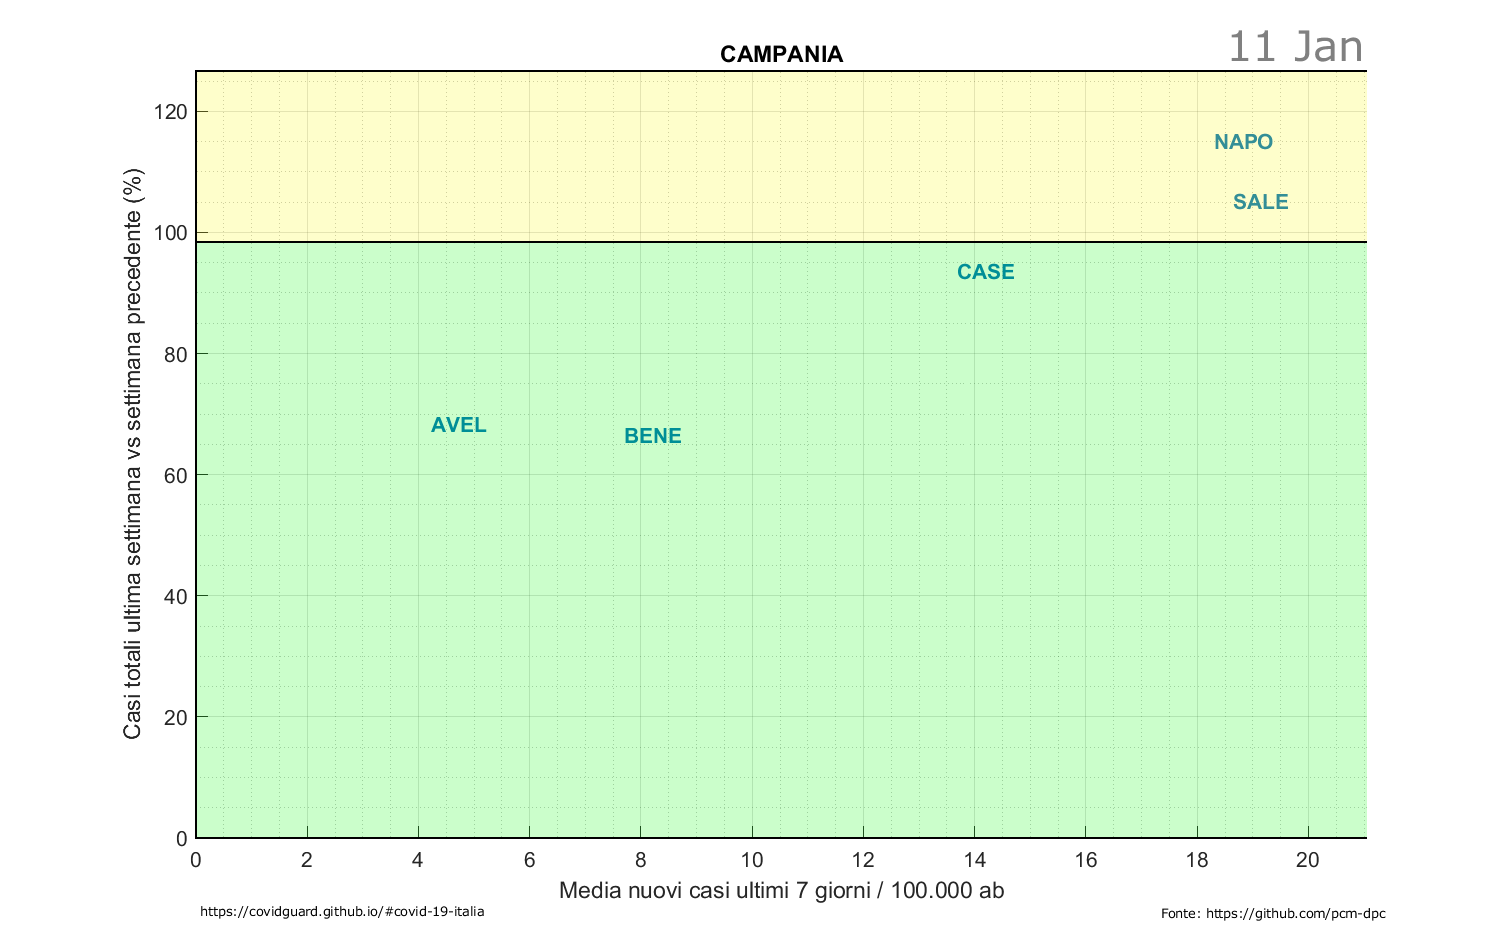 CAMPANIA
11 Jan
Casi totali ultima settimana vs settimana precedente (%)
120
100
80
60
40
20
0
NAPO
SALE
CASE
AVEL
BENE
0 2 4 6 8 10 12 14 16 18 20
Media nuovi casi ultimi 7 giorni / 100.000 ab
https://covidguard.github.io/#covid-19-italia
Fonte: https://github.com/pcm-dpc